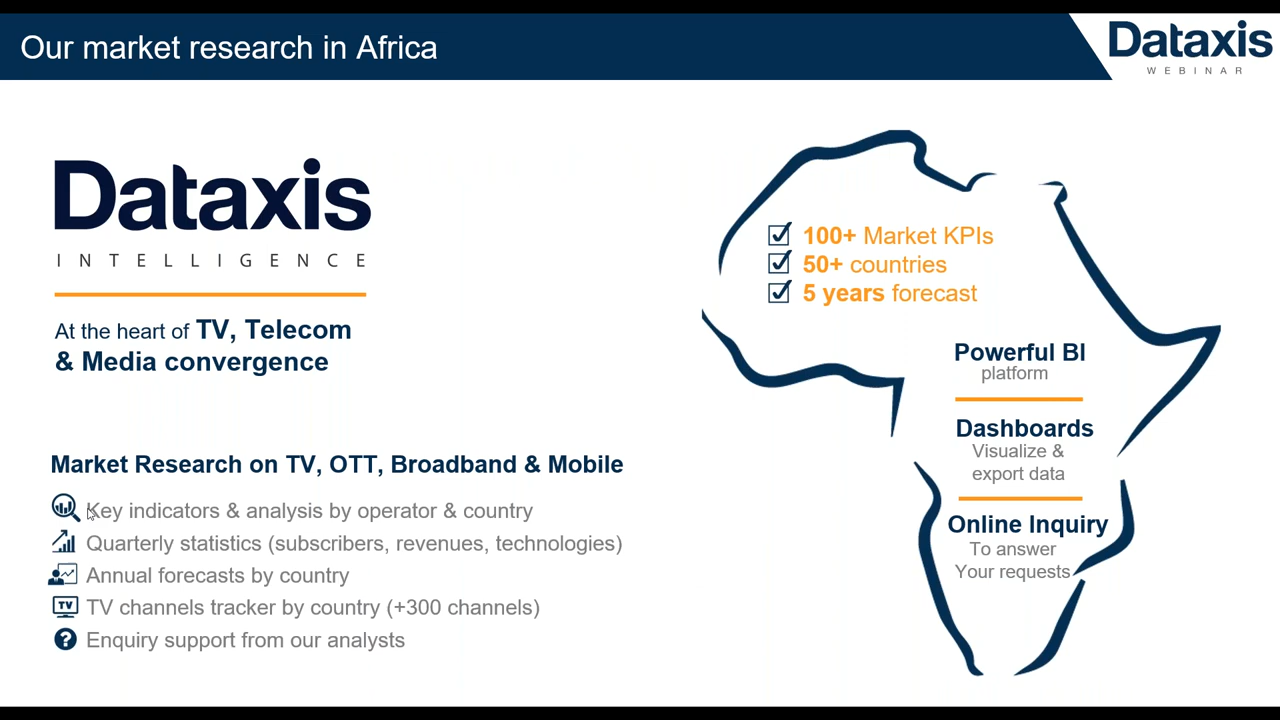 Our market research in Africa
Dataxis
WEBINAR
Dataxis
INTELLIGENCE
At the heart of TV, Telecom
& Media convergence
Market Research on TV, OTT, Broadband & Mobile
Key indicators & analysis by operator & country
Quarterly statistics (subscribers, revenues, technologies)
Annual forecasts by country
TV
TV channels tracker by country (+300 channels)
?
Enquiry support from our analysts
100+ Market KPIs
50+ countries
5 years forecast
Powerful BI
platform
Dashboards
Visualize &
export data
Online Inquiry
To answer
Your requests